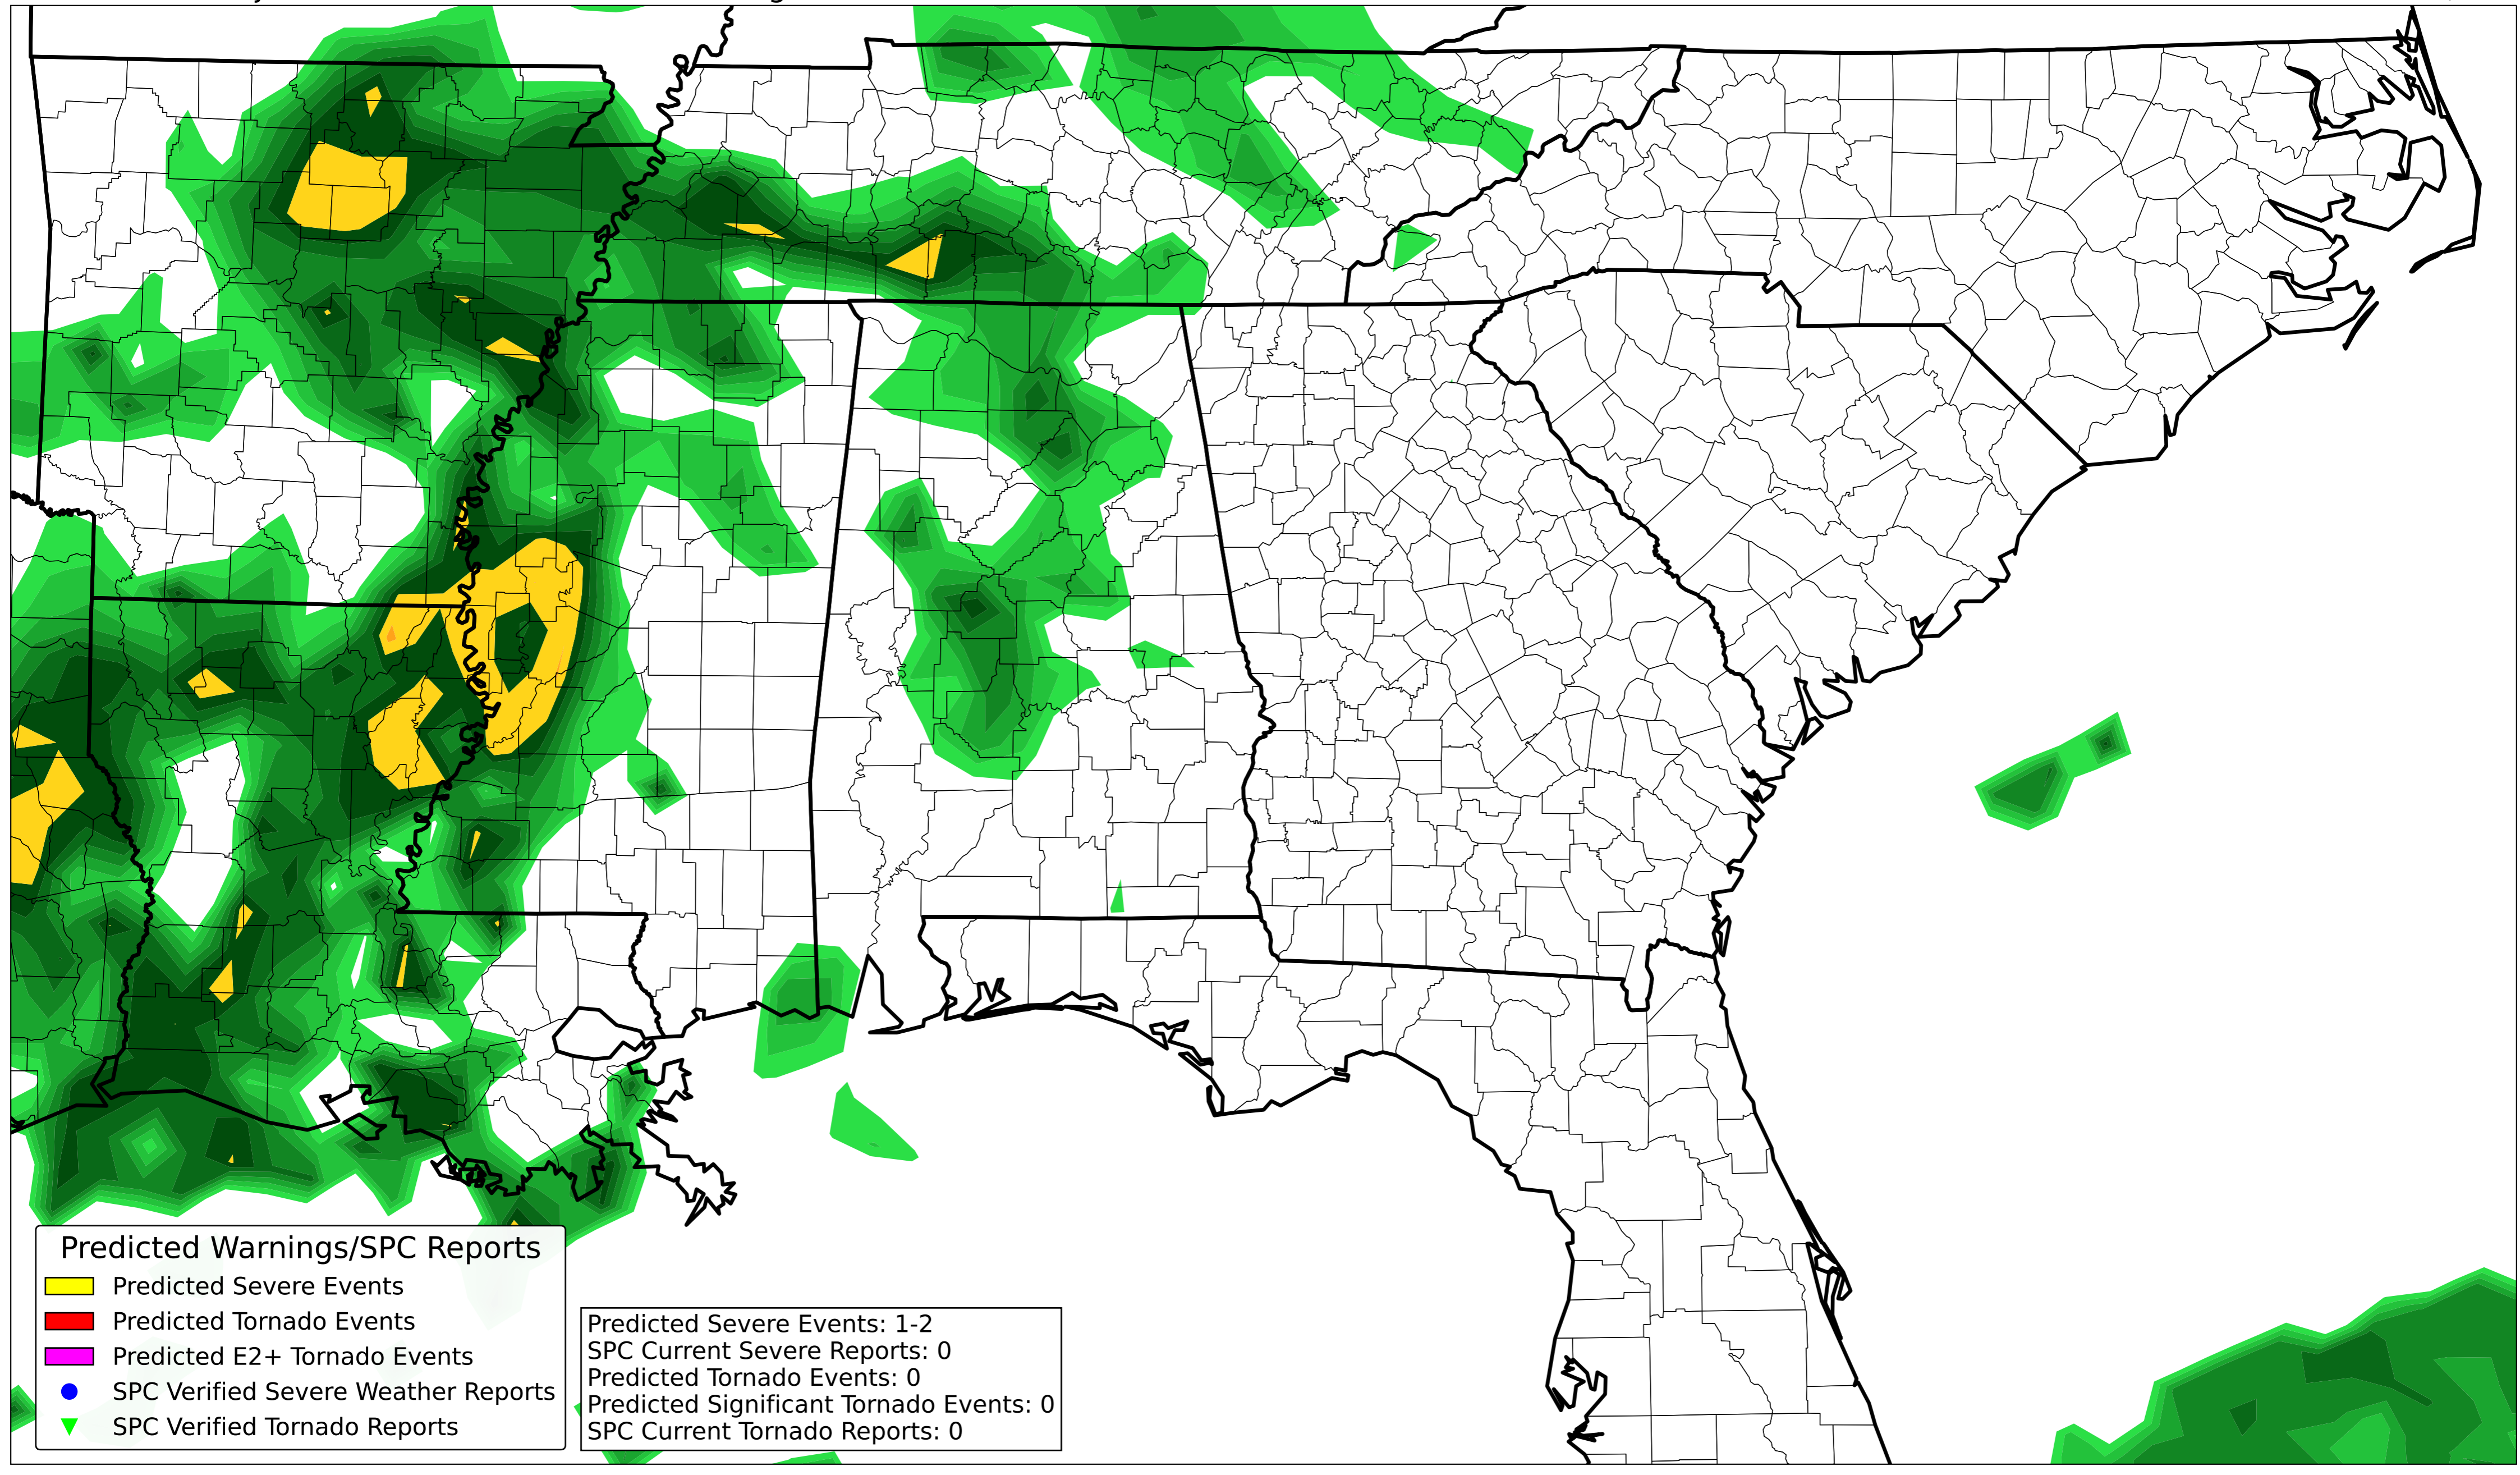 Predicted Warnings/SPC Reports
Predicted Severe Events
Predicted Tornado Events
Predicted E2+ Tornado Events
SPC Verified Severe Weather Reports
SPC Verified Tornado Reports
Predicted Severe Events: 1-2
SPC Current Severe Reports: 0
Predicted Tornado Events: 0
Predicted Significant Tornado Events: 0
SPC Current Tornado Reports: 0